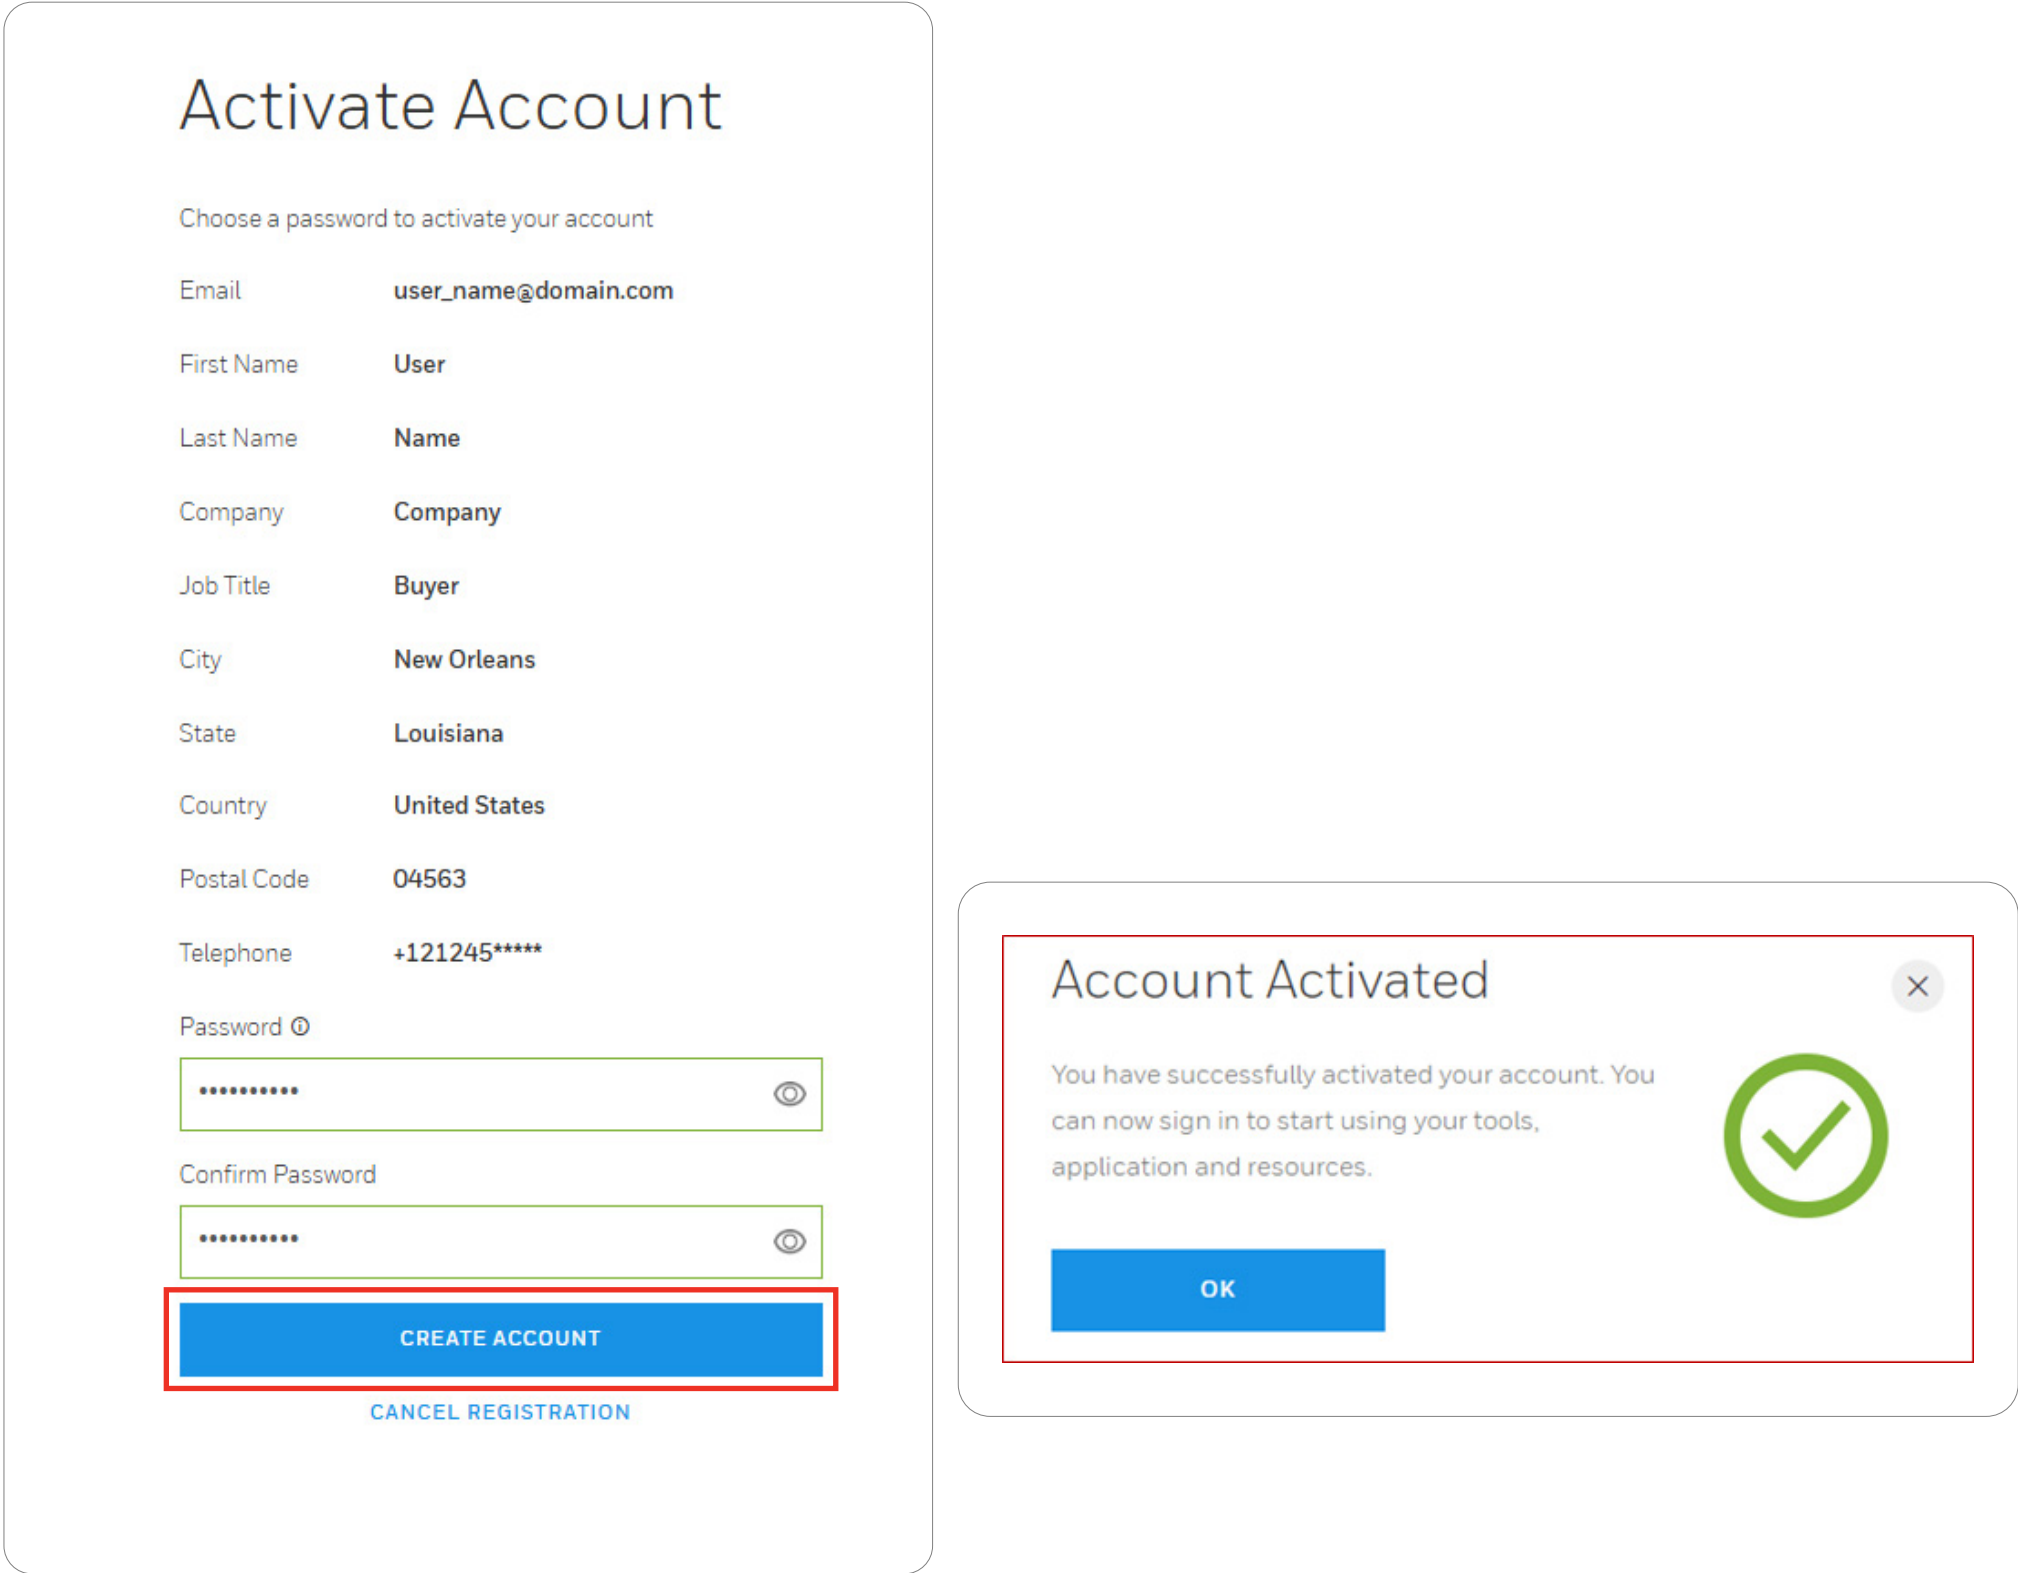 Activate Account
Choose a password to activate your account
Email user_name@domain.com
First Name User
Last Name Name
Company Company
Job Title Buyer
City New Orleans
State Louisiana
Country United States
Postal Code 04563
Telephone +121245*****
Password
••••••••••
Confirm Password
••••••••••
CREATE ACCOUNT
CANCEL REGISTRATION
Account Activated
You have successfully activated your account. You
can now sign in to start using your tools,
application and resources.
OK